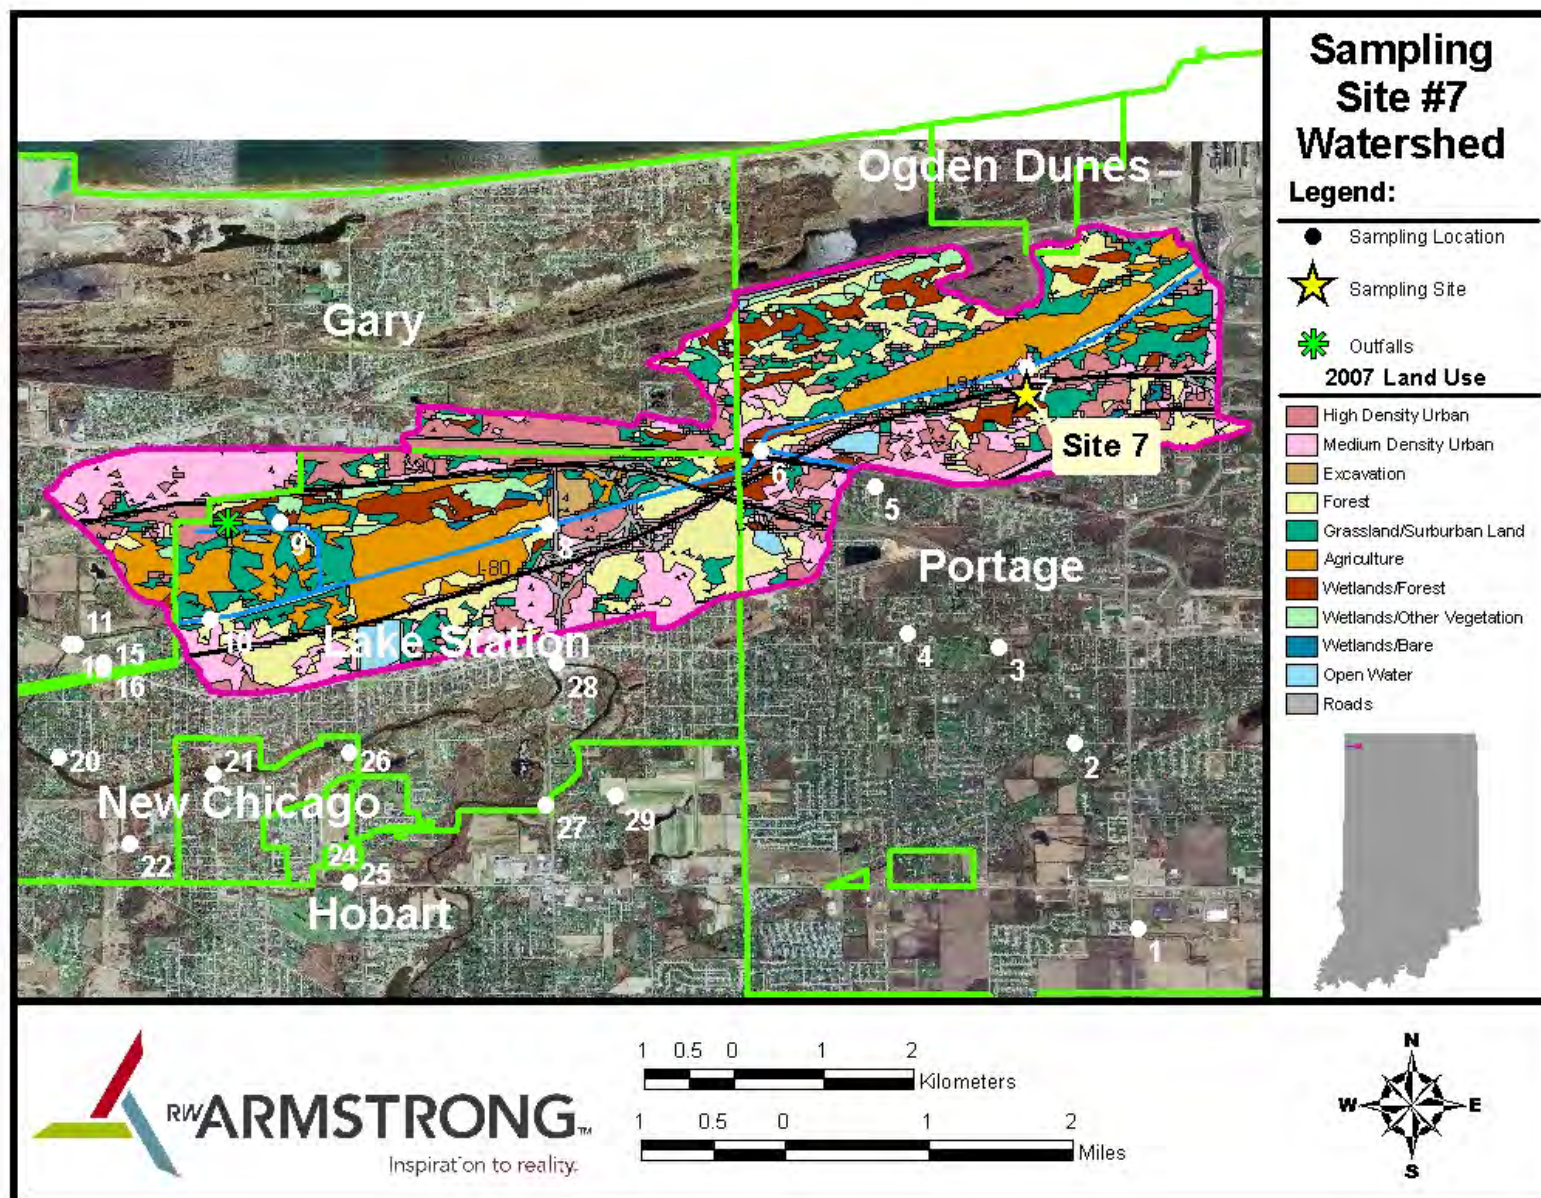 Sampling
Site #7
Watershed
Legend:
Sampling Location
Sampling Site
Outfalls
2007 Land Use
High Density Urban
Medium Density Urban
Excavation
Forest
Grassland/Surburban Land
Agriculture
Wetlands/Forest
Wetlands/Other Vegetation
Wetlands/Bare
Open Water
Roads
Ogden Dunes
Gary
7
Site 7
6
5
9
8
Portage
I-80
10
Lake Station
11
15
16
4
3
28
20
21
26
2
New Chicago
27
29
22
24
25
Hobart
1
RW ARMSTRONG™
Inspiration to reality.
1 0.5 0 1 2
Kilometers
1 0.5 0 1 2
Miles
N
W E
S